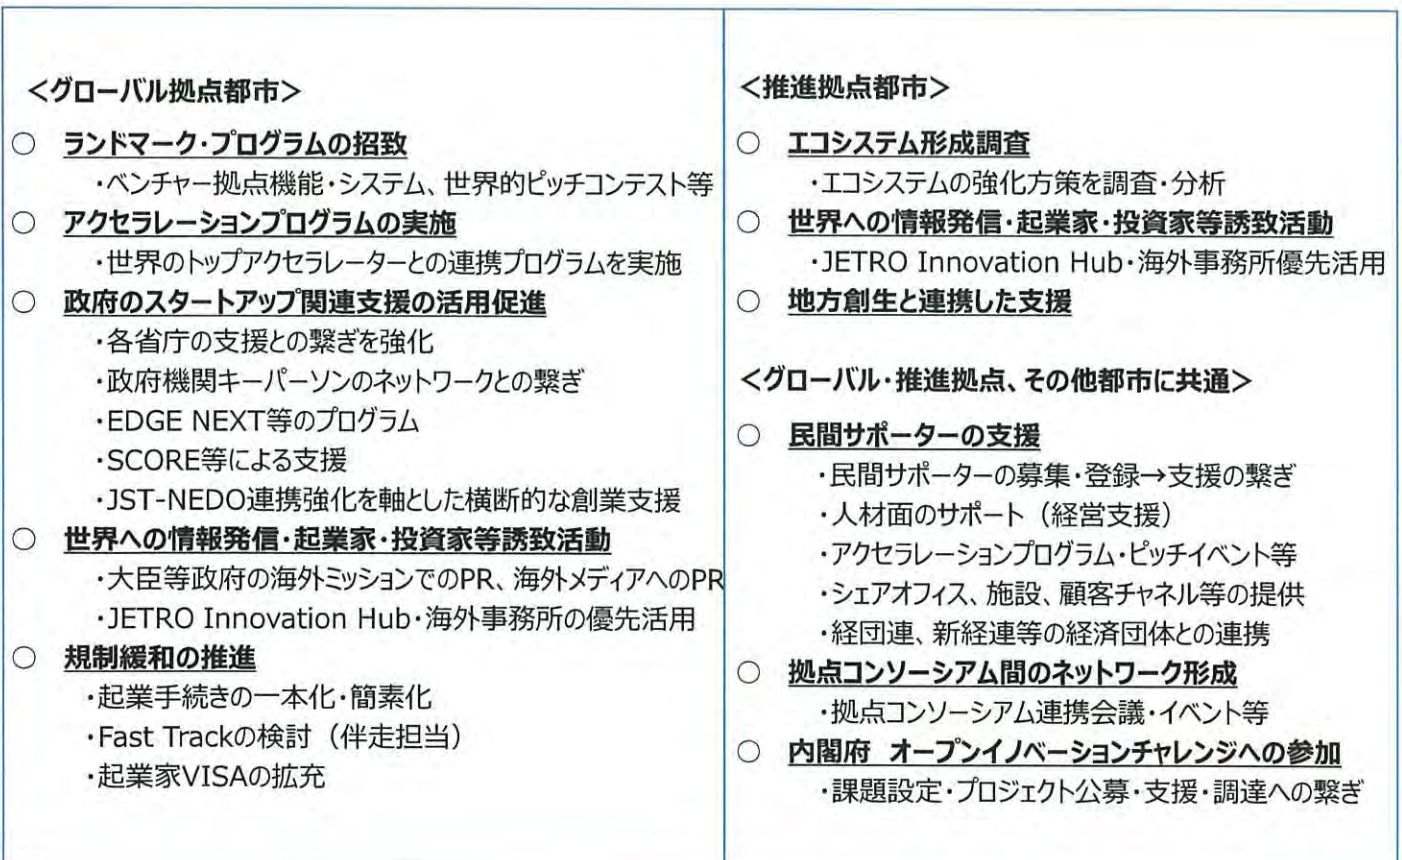 ＜グローバル拠点都市＞
○ ランドマーク・プログラムの招致
・ベンチャー拠点機能・システム、世界的ピッチコンテスト等
○ アクセラレーションプログラムの実施
・世界のトップアクセラレーターとの連携プログラムを実施
○ 政府のスタートアップ関連支援の活用促進
・各省庁の支援との繋ぎを強化
・政府機関キーパーソンのネットワークとの繋ぎ
・EDGE NEXT等のプログラム
・SCORE等による支援
・JST-NEDO連携強化を軸とした横断的な創業支援
○ 世界への情報発信・起業家・投資家等誘致活動
・大臣等政府の海外ミッションでのPR、海外メディアへのPR
・JETRO Innovation Hub・海外事務所の優先活用
○ 規制緩和の推進
・起業手続きの一本化・簡素化
・Fast Trackの検討（伴走担当）
・起業家VISAの拡充
＜推進拠点都市＞
○ エコシステム形成調査
・エコシステムの強化方策を調査・分析
○ 世界への情報発信・起業家・投資家等誘致活動
・JETRO Innovation Hub・海外事務所優先活用
○ 地方創生と連携した支援
＜グローバル・推進拠点、その他都市に共通＞
○ 民間サポーターの支援
・民間サポーターの募集・登録→支援の繋ぎ
・人材面のサポート（経営支援）
・アクセラレーションプログラム・ピッチイベント等
・シェアオフィス、施設、顧客チャネル等の提供
・経団連、新経連等の経済団体との連携
○ 拠点コンソーシアム間のネットワーク形成
・拠点コンソーシアム連携会議・イベント等
○ 内閣府 オープンイノベーションチャレンジへの参加
・課題設定・プロジェクト公募・支援・調達への繋ぎ